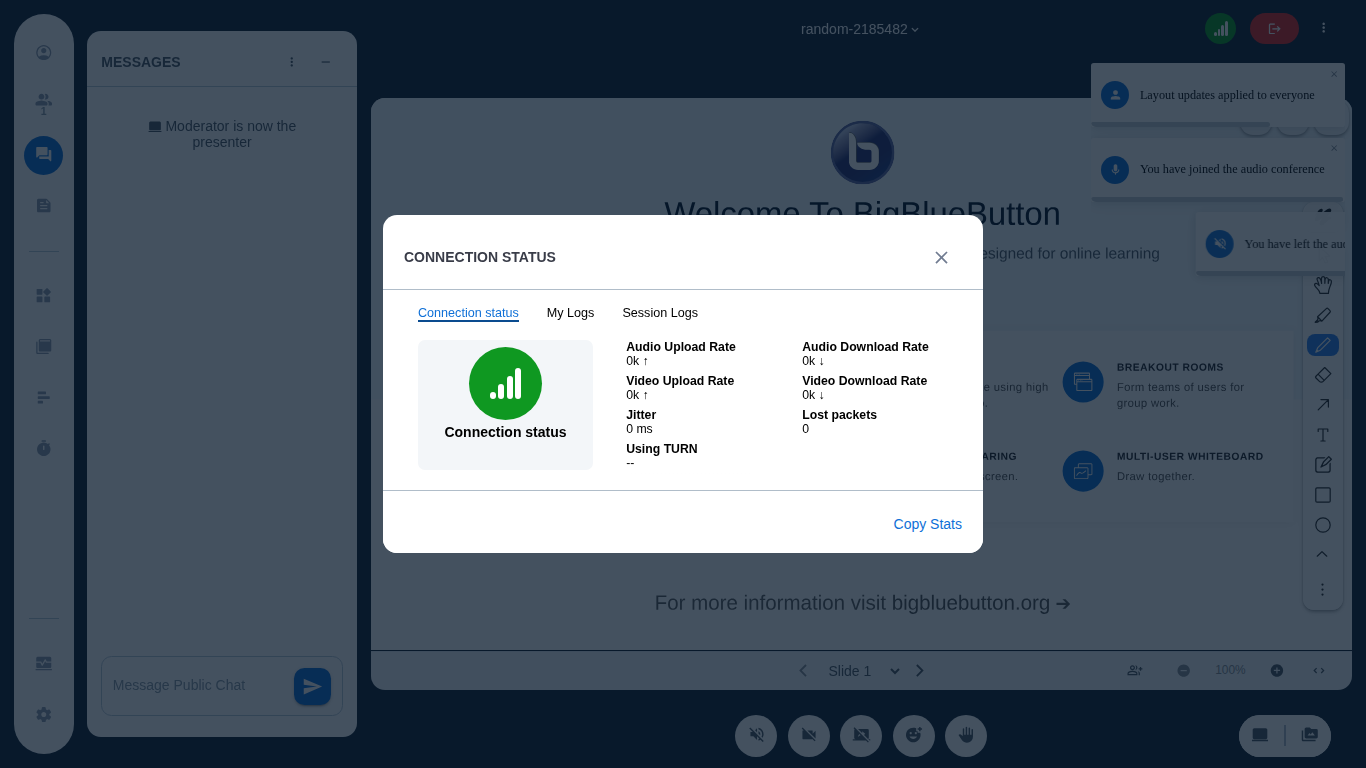 random-2185482
MESSAGES
1
Moderator is now the
presenter
Message Public Chat
Layout updates applied to everyone
You have joined the audio conference
You have left the
Welcome To BigBlueButton
designed for online learning
CONNECTION STATUS
Connection status
My Logs
Session Logs
Connection status
Audio Upload Rate
0k ↑
Audio Download Rate
0k ↓
Video Upload Rate
0k ↑
Video Download Rate
0k ↓
Jitter
0 ms
Lost packets
0
Using TURN
--
Copy Stats
using high
BREAKOUT ROOMS
Form teams of users for
group work.
screen.
MULTI-USER WHITEBOARD
Draw together.
For more information visit bigbluebutton.org ➔
Slide 1
100%